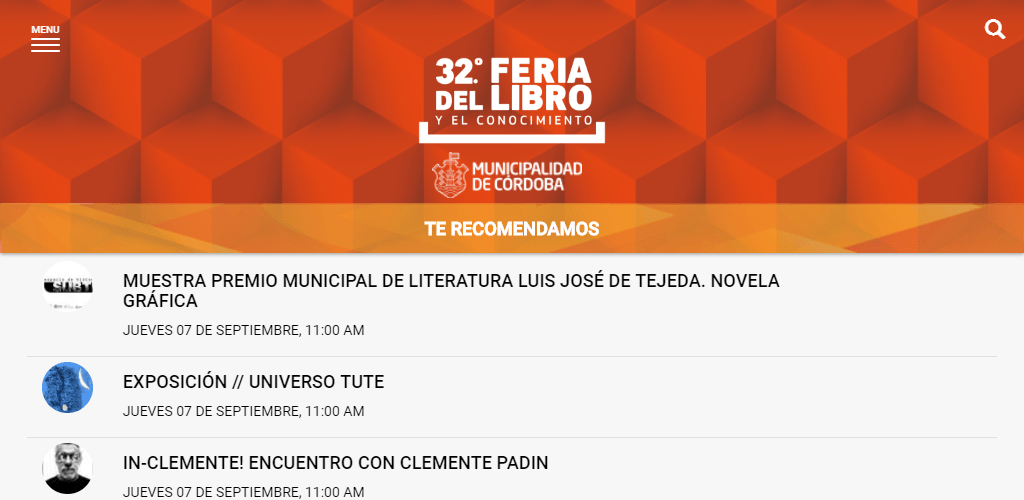 MENU
32.º FERIA
DEL LIBRO
Y EL CONOCIMIENTO
MUNICIPALIDAD
DE CÓRDOBA
TE RECOMENDAMOS
MUESTRA PREMIO MUNICIPAL DE LITERATURA LUIS JOSÉ DE TEJEDA. NOVELA
GRÁFICA
JUEVES 07 DE SEPTIEMBRE, 11:00 AM
EXPOSICIÓN // UNIVERSO TUTE
JUEVES 07 DE SEPTIEMBRE, 11:00 AM
IN-CLEMENTE! ENCUENTRO CON CLEMENTE PADIN
JUEVES 07 DE SEPTIEMBRE, 11:00 AM